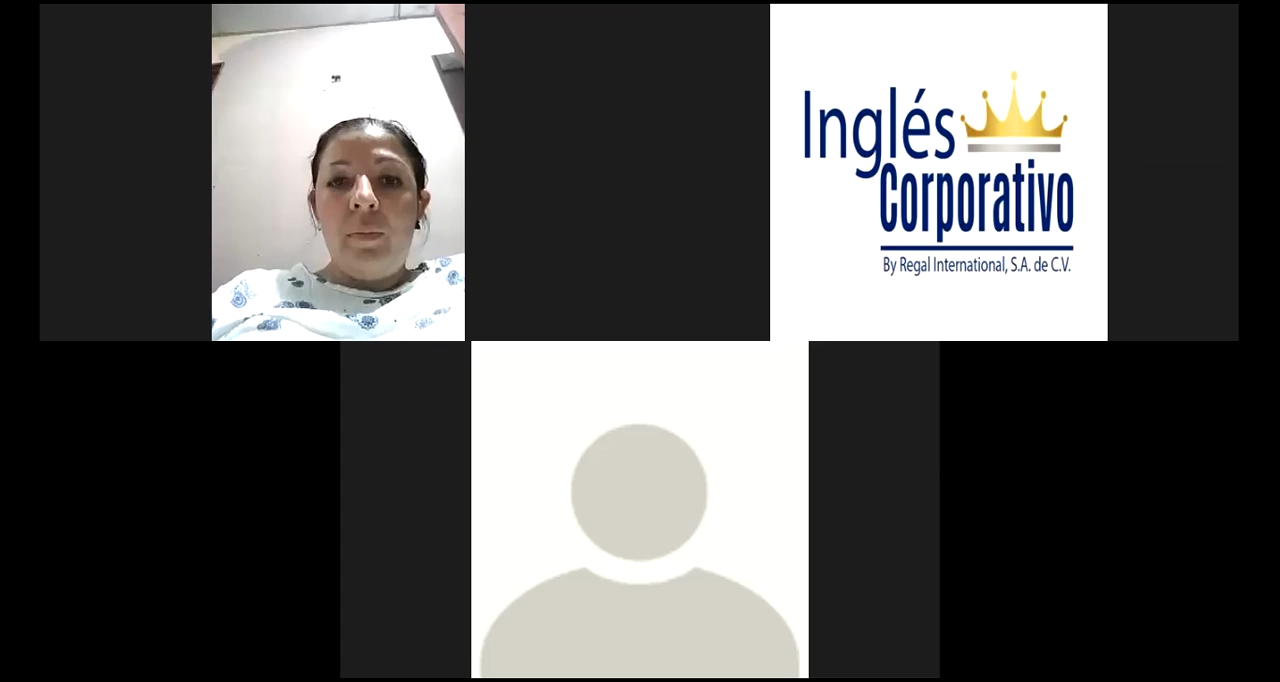 Inglés
Corporativo
By Regal International, S.A. de C.V.